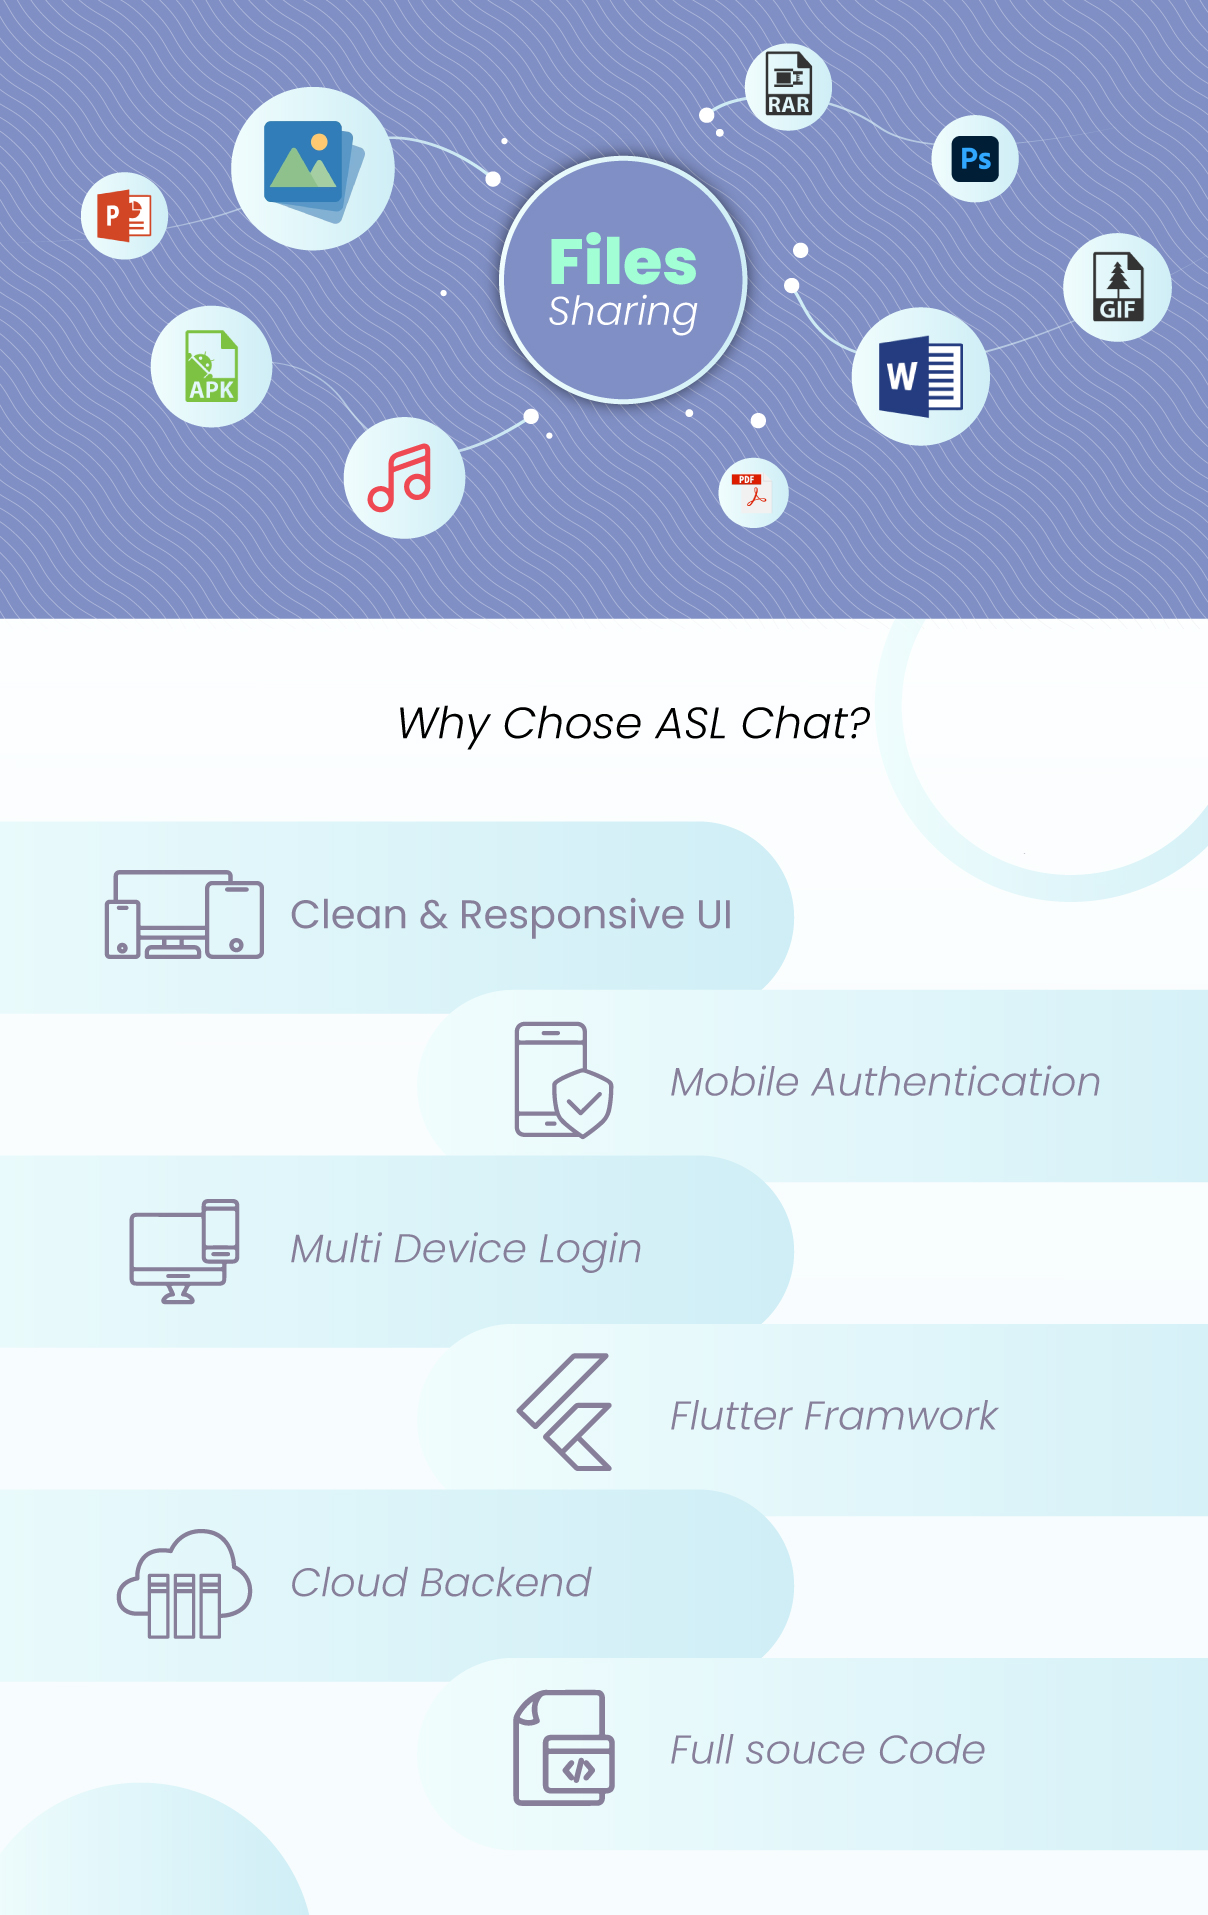 RAR
Ps
P
Files
Sharing
GIF
W
APK
PDF
Why Chose ASL Chat?
Clean & Responsive UI
Mobile Authentication
Multi Device Login
Flutter Framwork
Cloud Backend
Full souce Code
</>